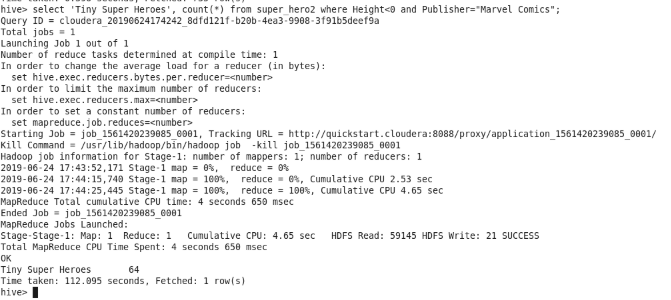 hive> select 'Tiny Super Heroes', count(*) from super_hero2 where Height<0 and Publisher="Marvel Comics";
Query ID = cloudera_20190624174242_8dfd121f-b20b-4ea3-9908-3f91b5deef9a
Total jobs = 1
Launching Job 1 out of 1
Number of reduce tasks determined at compile time: 1
In order to change the average load for a reducer (in bytes):
  set hive.exec.reducers.bytes.per.reducer=<number>
In order to limit the maximum number of reducers:
  set hive.exec.reducers.max=<number>
In order to set a constant number of reducers:
  set mapreduce.job.reduces=<number>
Starting Job = job_1561420239085_0001, Tracking URL = http://quickstart.cloudera:8088/proxy/application_1561420239085_0001/
Kill Command = /usr/lib/hadoop/bin/hadoop job  -kill job_1561420239085_0001
Hadoop job information for Stage-1: number of mappers: 1; number of reducers: 1
2019-06-24 17:43:52,171 Stage-1 map = 0%,  reduce = 0%
2019-06-24 17:44:15,740 Stage-1 map = 100%,  reduce = 0%, Cumulative CPU 2.53 sec
2019-06-24 17:44:25,445 Stage-1 map = 100%,  reduce = 100%, Cumulative CPU 4.65 sec
MapReduce Total cumulative CPU time: 4 seconds 650 msec
Ended Job = job_1561420239085_0001
MapReduce Jobs Launched:
Stage-Stage-1: Map: 1  Reduce: 1   Cumulative CPU: 4.65 sec   HDFS Read: 59145 HDFS Write: 21 SUCCESS
Total MapReduce CPU Time Spent: 4 seconds 650 msec
OK
Tiny Super Heroes	64
Time taken: 112.095 seconds, Fetched: 1 row(s)
hive>